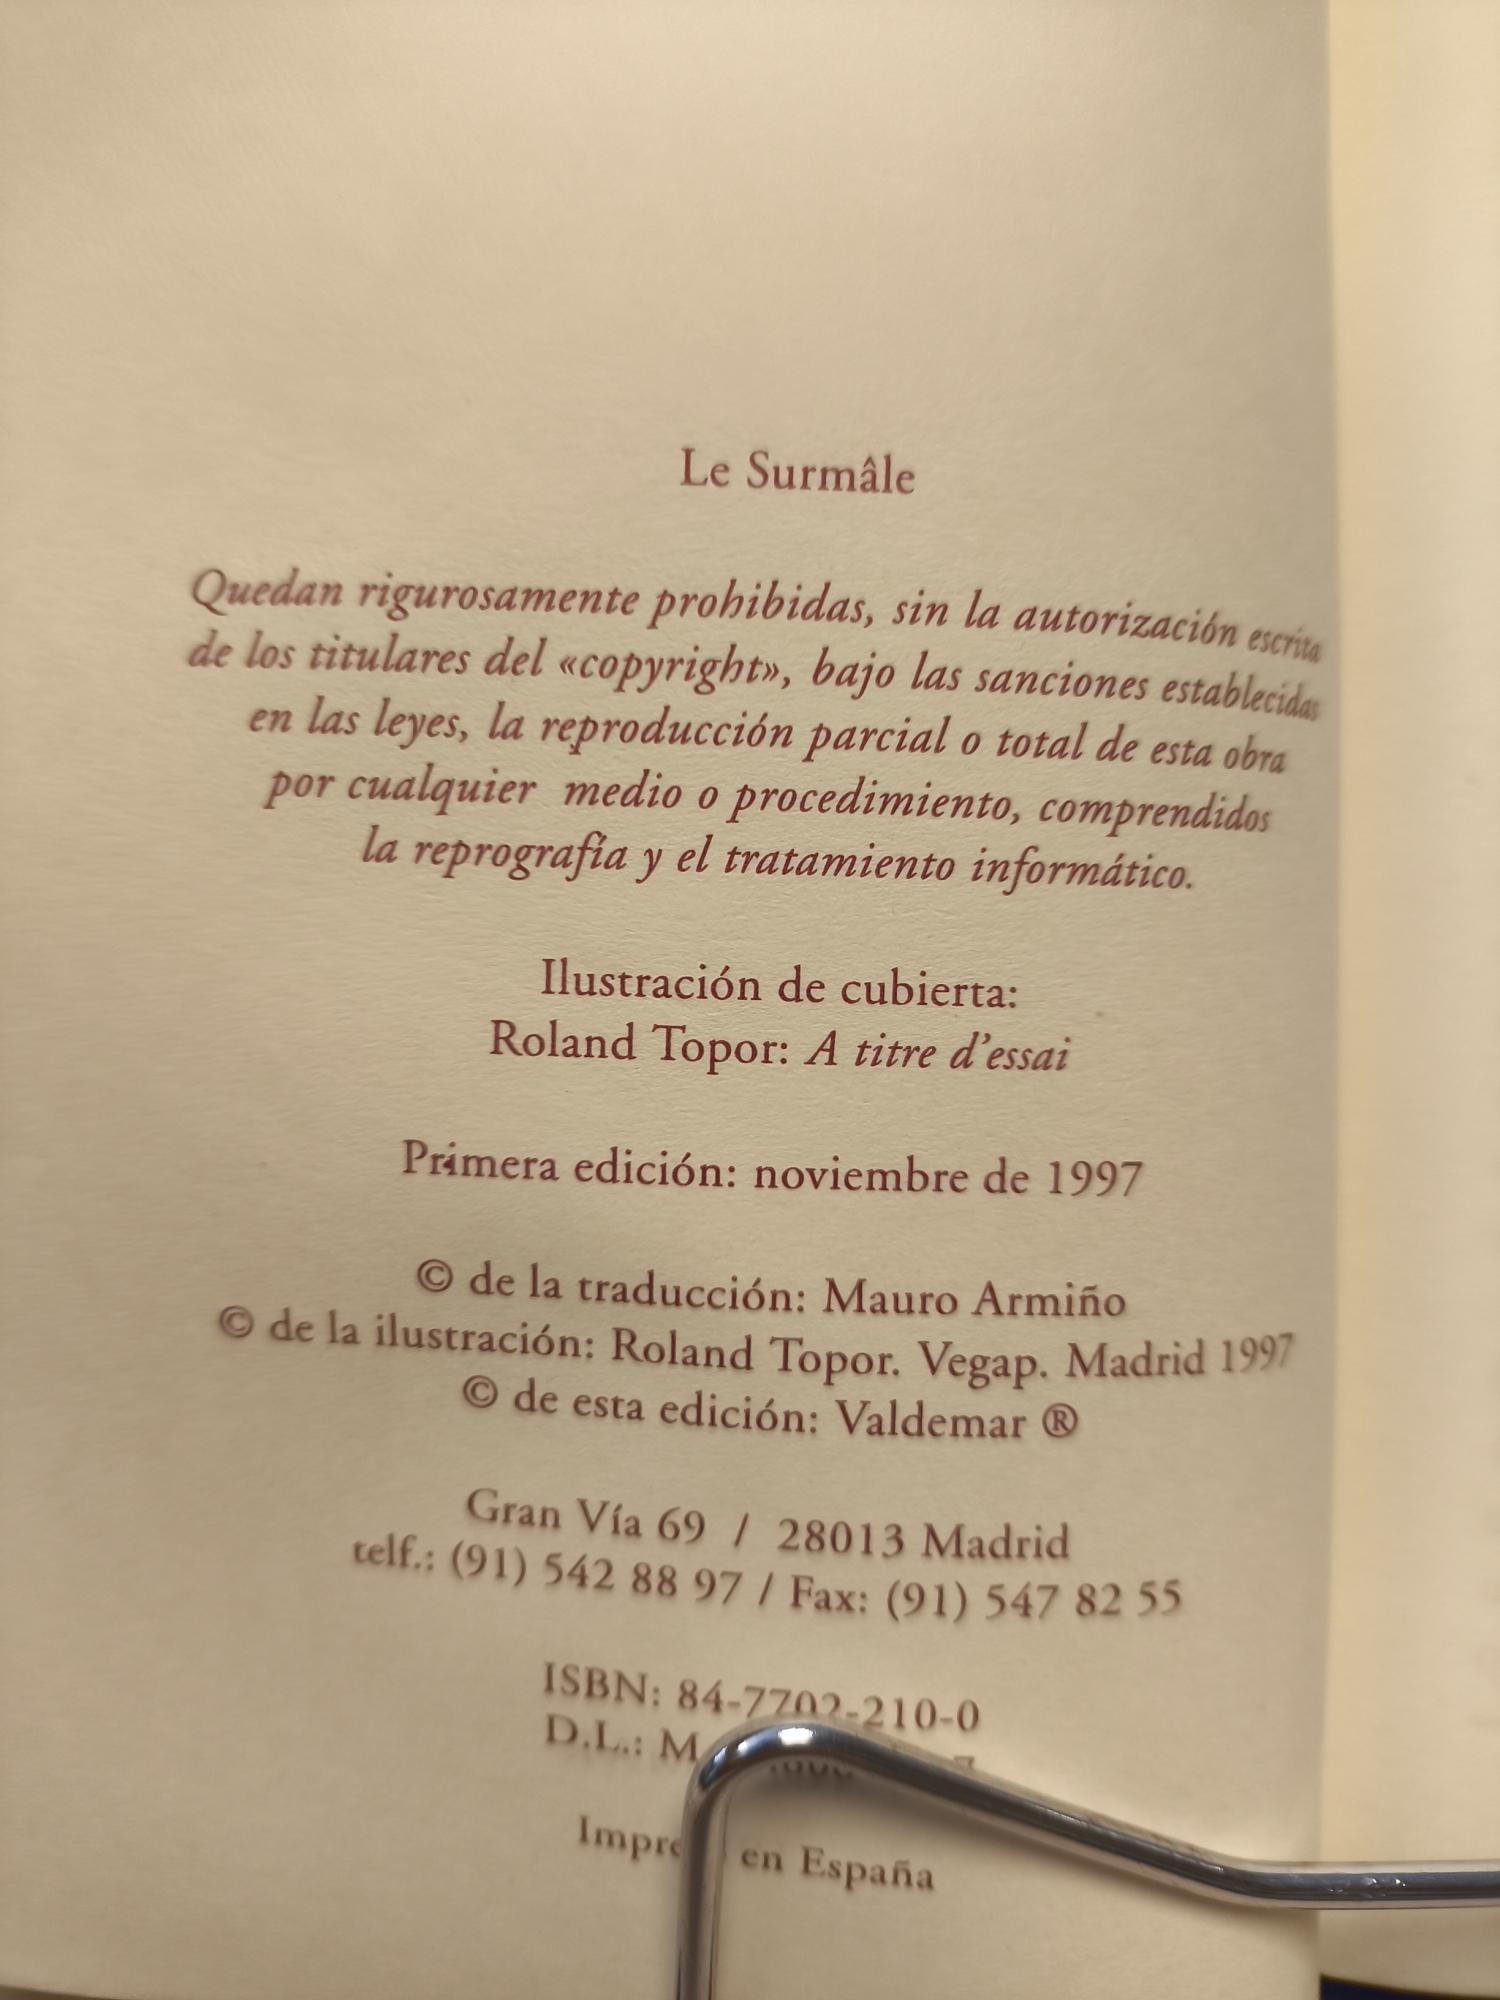 Le Surmâle
Quedan rigurosamente prohibidas, sin la autorización escrita
de los titulares del «copyright», bajo las sanciones establecidas
en las leyes, la reproducción parcial o total de esta obra
por cualquier medio o procedimiento, comprendidos
la reprografía y el tratamiento informático.
Ilustración de cubierta:
Roland Topor: A titre d'essai
Primera edición: noviembre de 1997
© de la traducción: Mauro Armiño
© de la ilustración: Roland Topor. Vegap. Madrid 1997
© de esta edición: Valdemar ®
Gran Vía 69 / 28013 Madrid
telf.: (91) 542 88 97 / Fax: (91) 547 82 55
ISBN: 84-7702-210-0
D.L.: M
en España